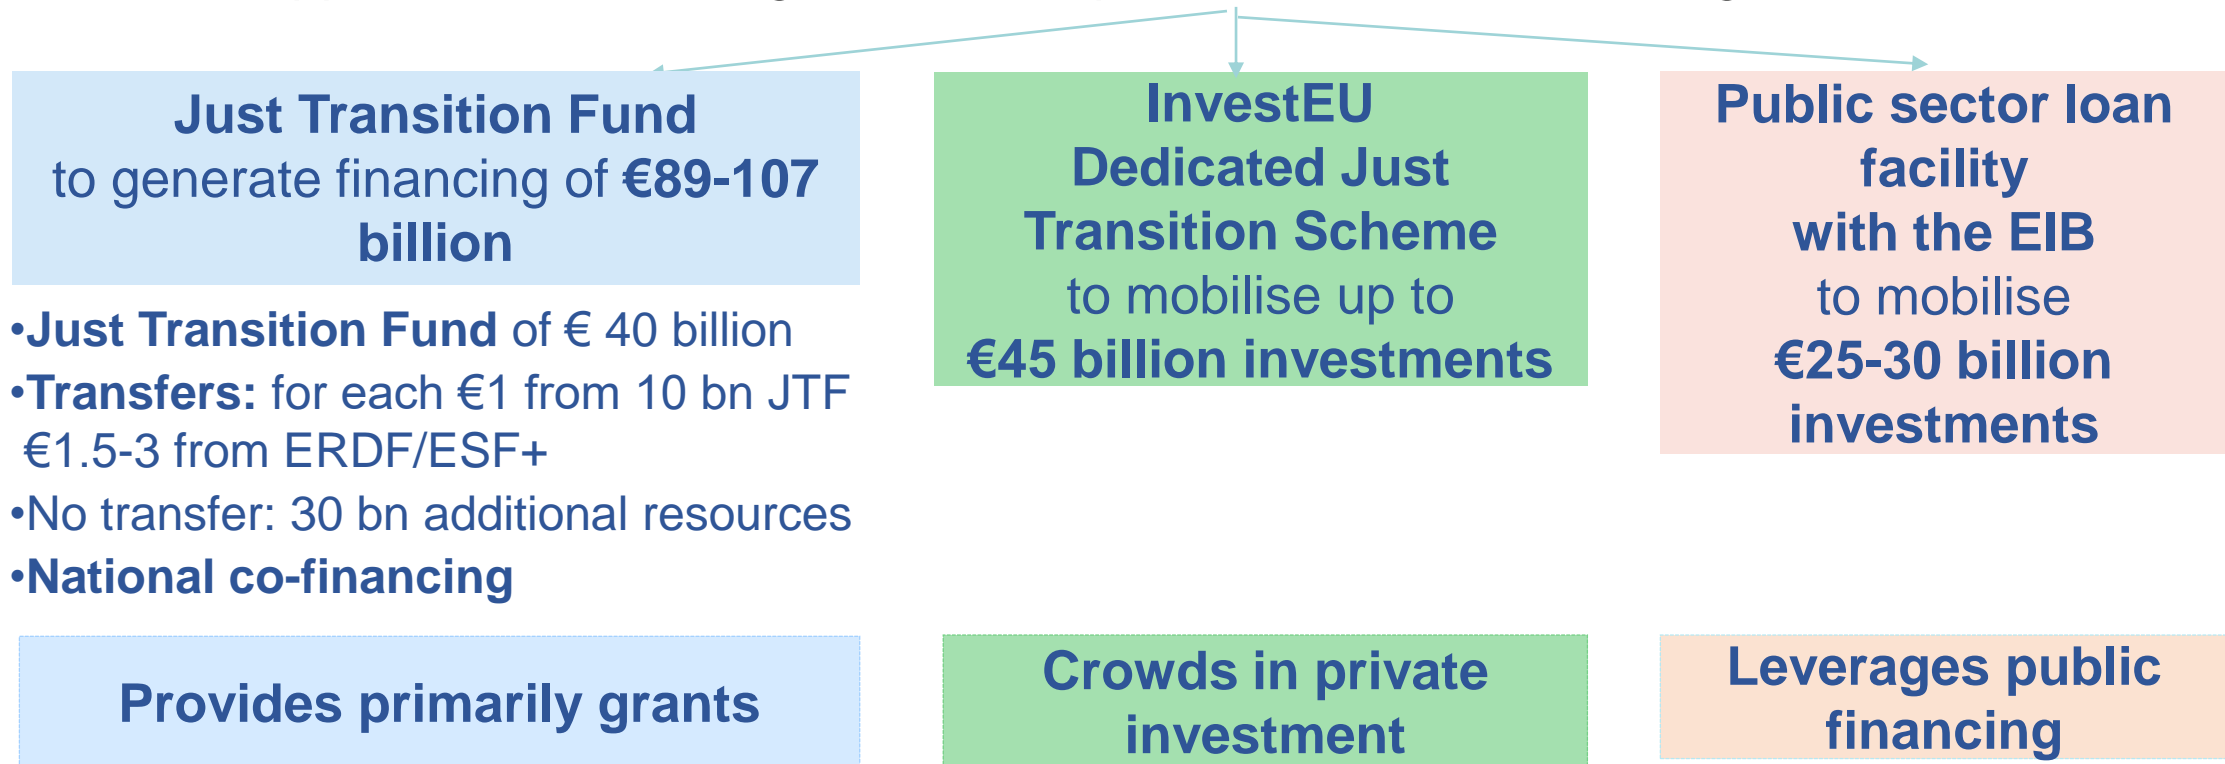 Just Transition Fund
to generate financing of €89-107
billion
•Just Transition Fund of € 40 billion
•Transfers: for each €1 from 10 bn JTF
€1.5-3 from ERDF/ESF+
•No transfer: 30 bn additional resources
•National co-financing
Provides primarily grants
InvestEU
Dedicated Just
Transition Scheme
to mobilise up to
€45 billion investments
Crowds in private
investment
Public sector loan
facility
with the EIB
to mobilise
€25-30 billion
investments
Leverages public
financing